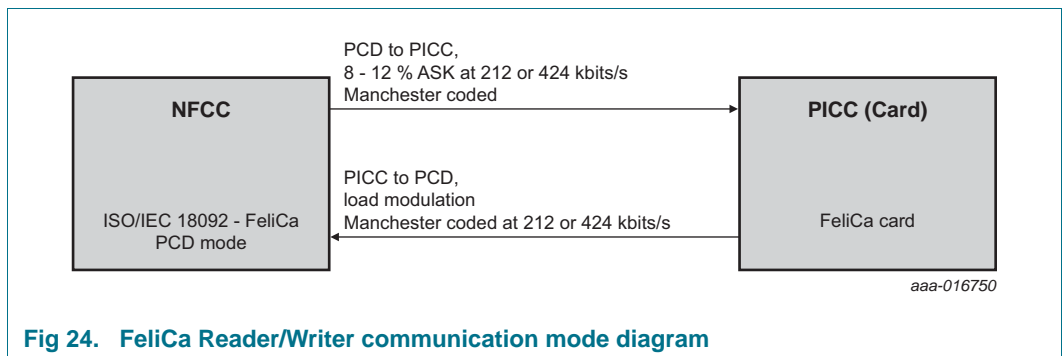 PCD to PICC,
8 - 12 % ASK at 212 or 424 kbits/s
Manchester coded
NFCC
PICC (Card)
PICC to PCD,
load modulation
Manchester coded at 212 or 424 kbits/s
ISO/IEC 18092 - FeliCa
PCD mode
FeliCa card
aaa-016750
Fig 24. FeliCa Reader/Writer communication mode diagram